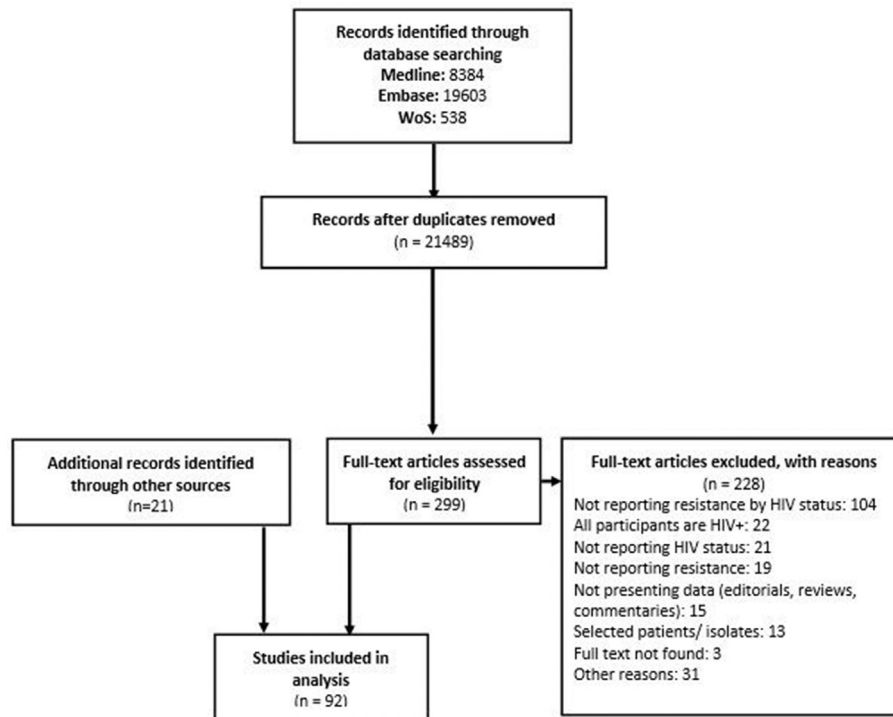 Records identified through
database searching
Medline: 8384
Embase: 19603
WoS: 538
Records after duplicates removed
(n = 21489)
Additional records identified
through other sources
(n=21)
Full-text articles assessed
for eligibility
(n = 299)
Full-text articles excluded, with reasons
(n = 228)
Not reporting resistance by HIV status: 104
All participants are HIV+: 22
Not reporting HIV status: 21
Not reporting resistance: 19
Not presenting data (editorials, reviews,
commentaries): 15
Selected patients/ isolates: 13
Full text not found: 3
Other reasons: 31
Studies included in
analysis
(n = 92)